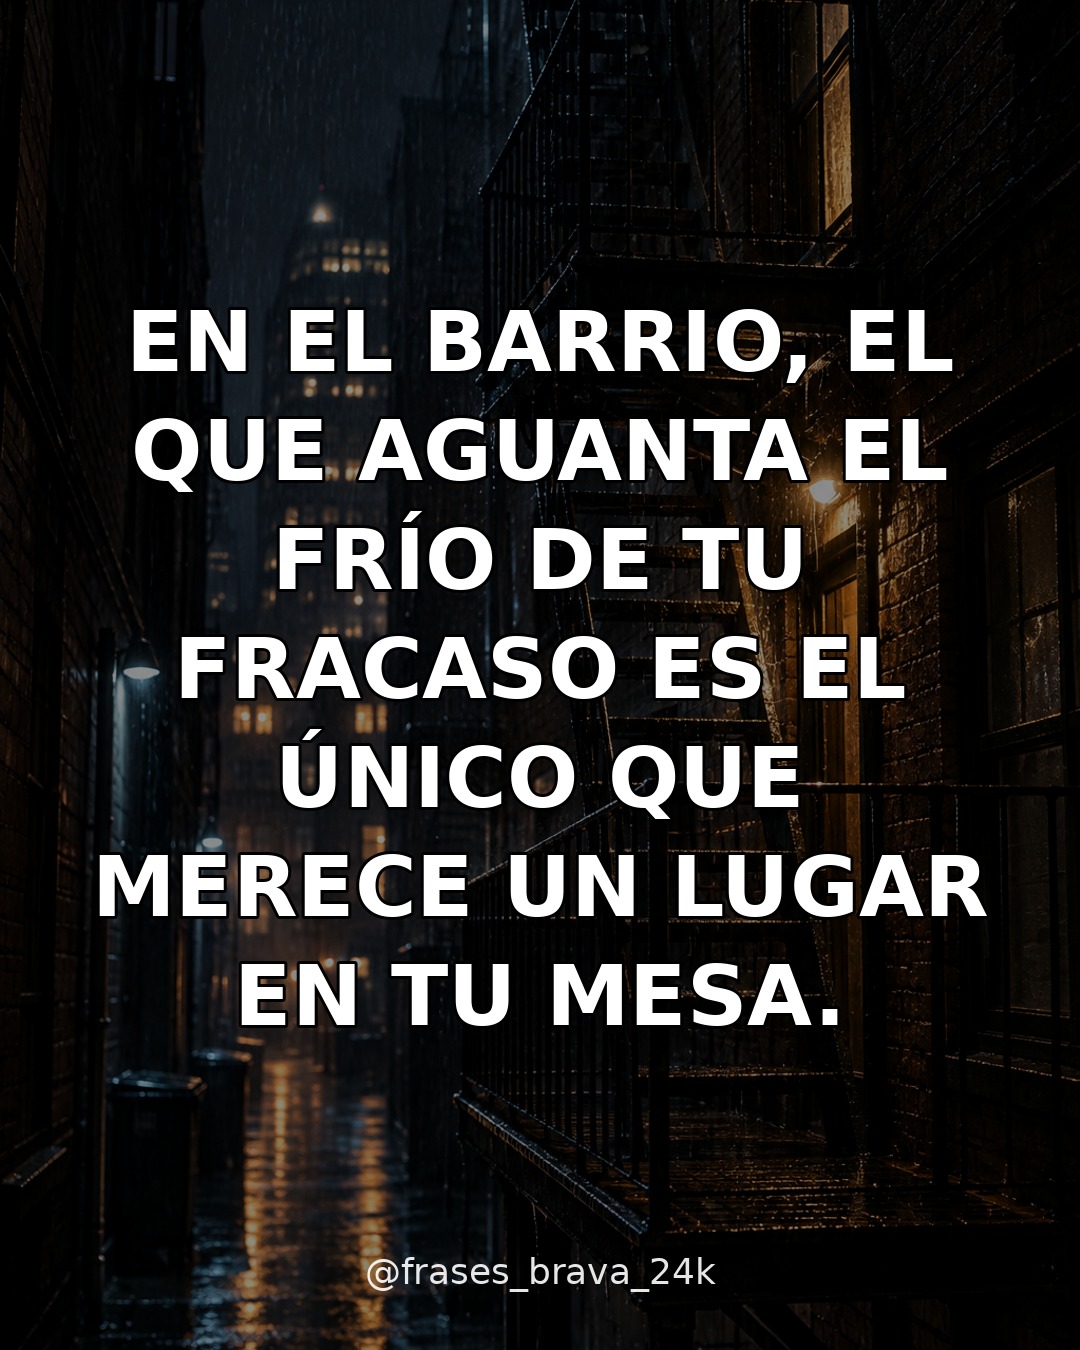 EN EL BARRIO, EL
QUE AGUANTA EL
FRÍO DE TU
FRACASO ES EL
ÚNICO QUE
MERECE UN LUGAR
EN TU MESA.
@frases_brava_24k